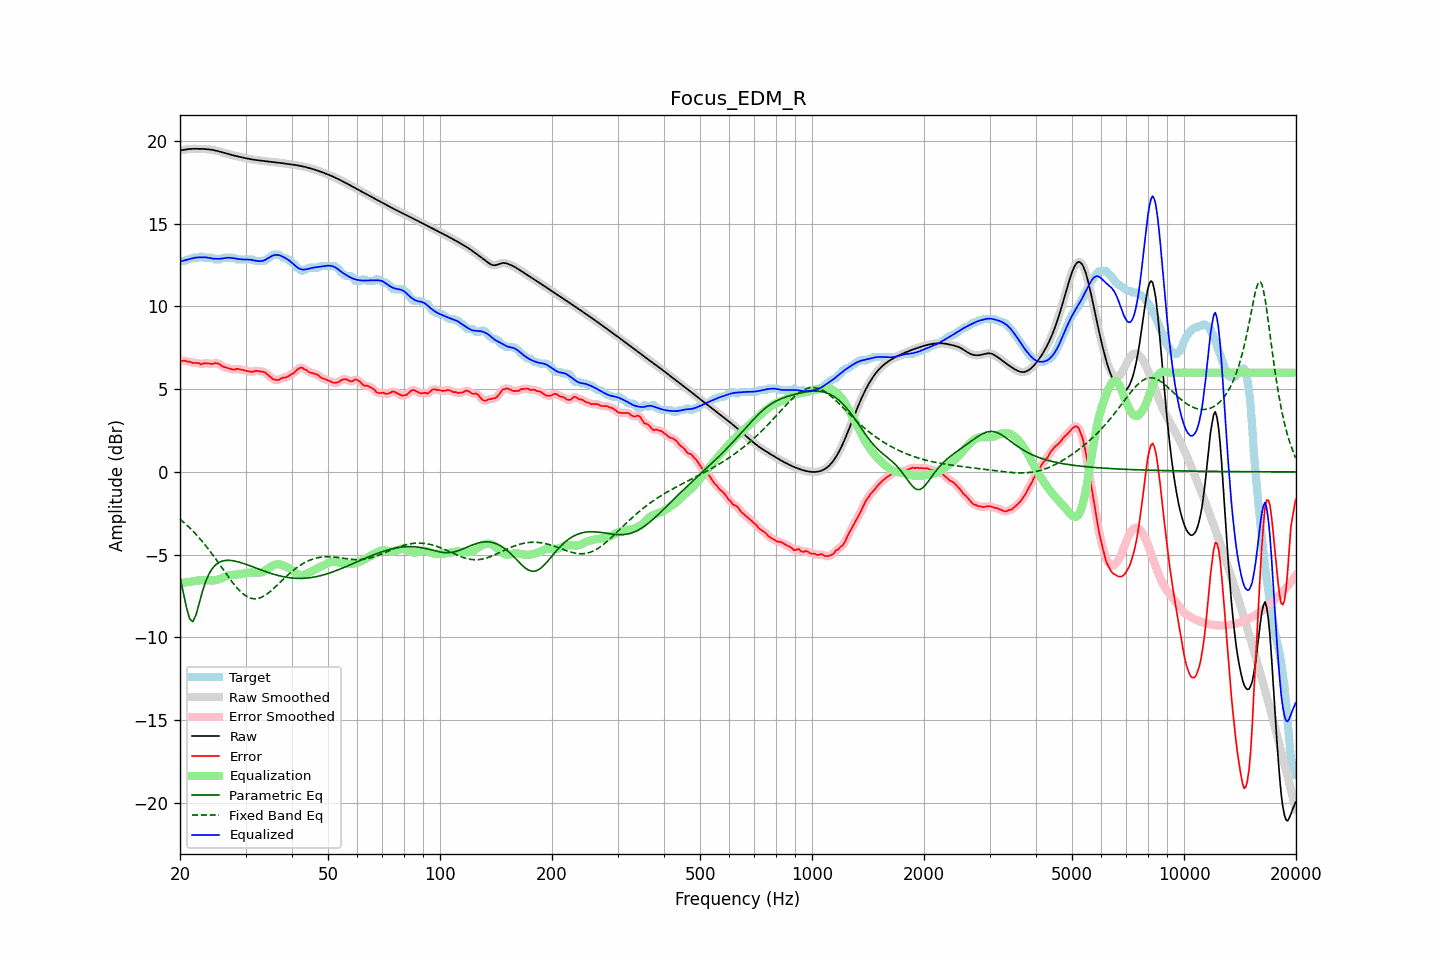 Focus_EDM_R
Amplitude (dBr)
20
15
10
5
0
−5
−10
−15
−20
Target
Raw Smoothed
Error Smoothed
Raw
Error
Equalization
Parametric Eq
Fixed Band Eq
Equalized
20 50 100 200 500 1000 2000 5000 10000 20000
Frequency (Hz)